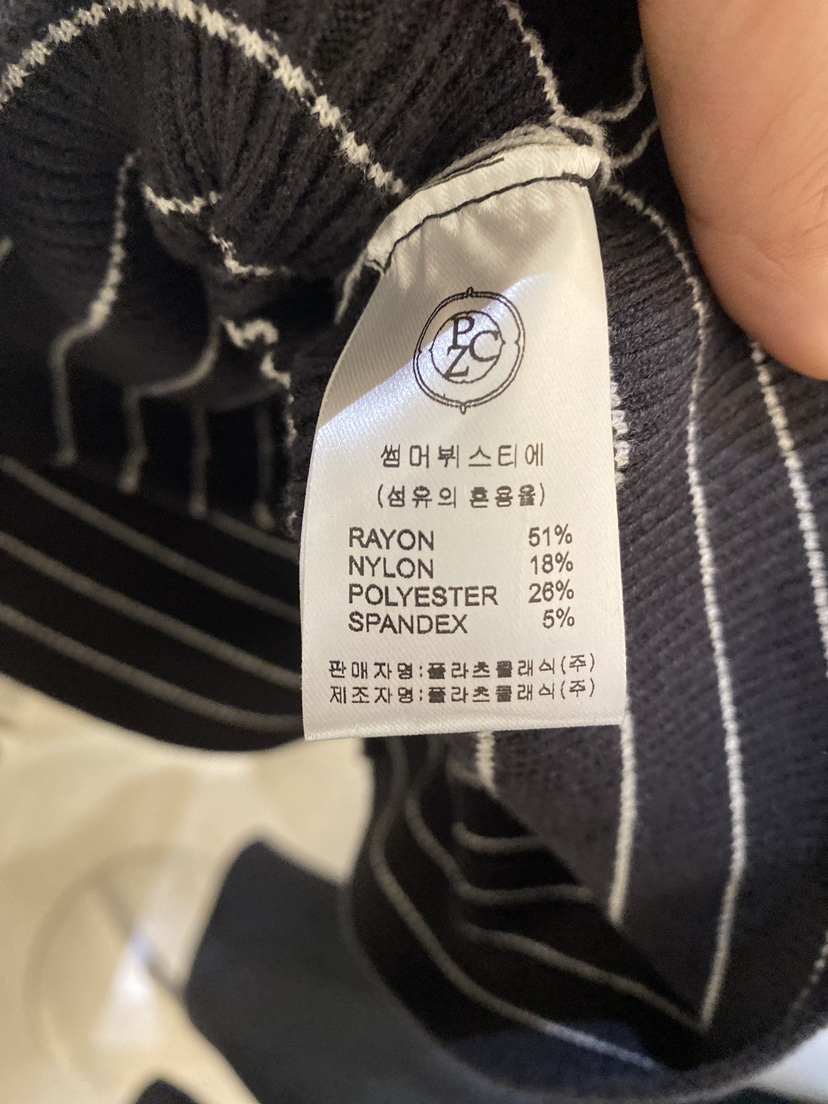 PZC
썸머뷔스티에
(섬유의 혼용율)
RAYON 51%
NYLON 18%
POLYESTER 26%
SPANDEX 5%
판매자명:플라츠콜래식(주)
제조자명:플라츠콜래식(주)